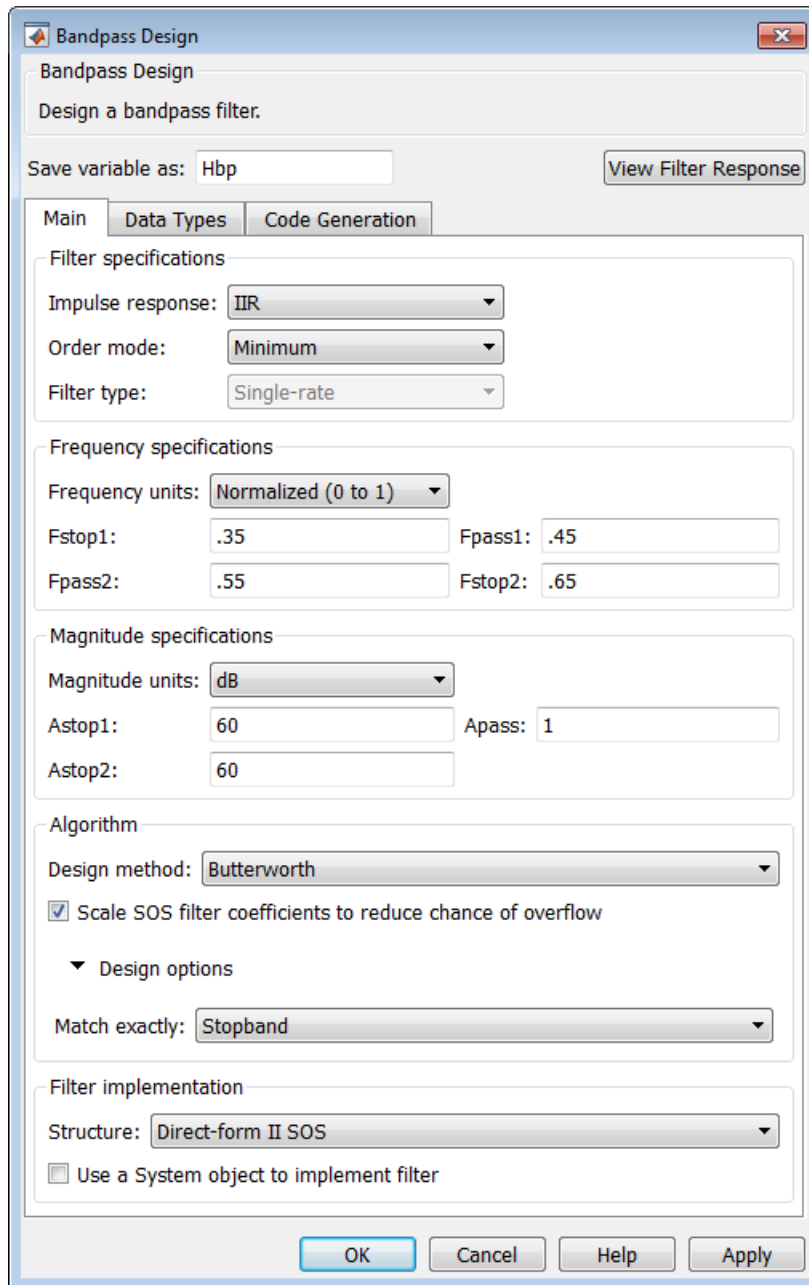 Bandpass Design
Bandpass Design
Design a bandpass filter.
Save variable as: Hbp View Filter Response
Main Data Types Code Generation
Filter specifications
Impulse response: IIR
Order mode: Minimum
Filter type: Single-rate
Frequency specifications
Frequency units: Normalized (0 to 1)
Fstop1: .35 Fpass1: .45
Fpass2: .55 Fstop2: .65
Magnitude specifications
Magnitude units: dB
Astop1: 60 Apass: 1
Astop2: 60
Algorithm
Design method: Butterworth
Scale SOS filter coefficients to reduce chance of overflow
Design options
Match exactly: Stopband
Filter implementation
Structure: Direct-form II SOS
Use a System object to implement filter
OK Cancel Help Apply